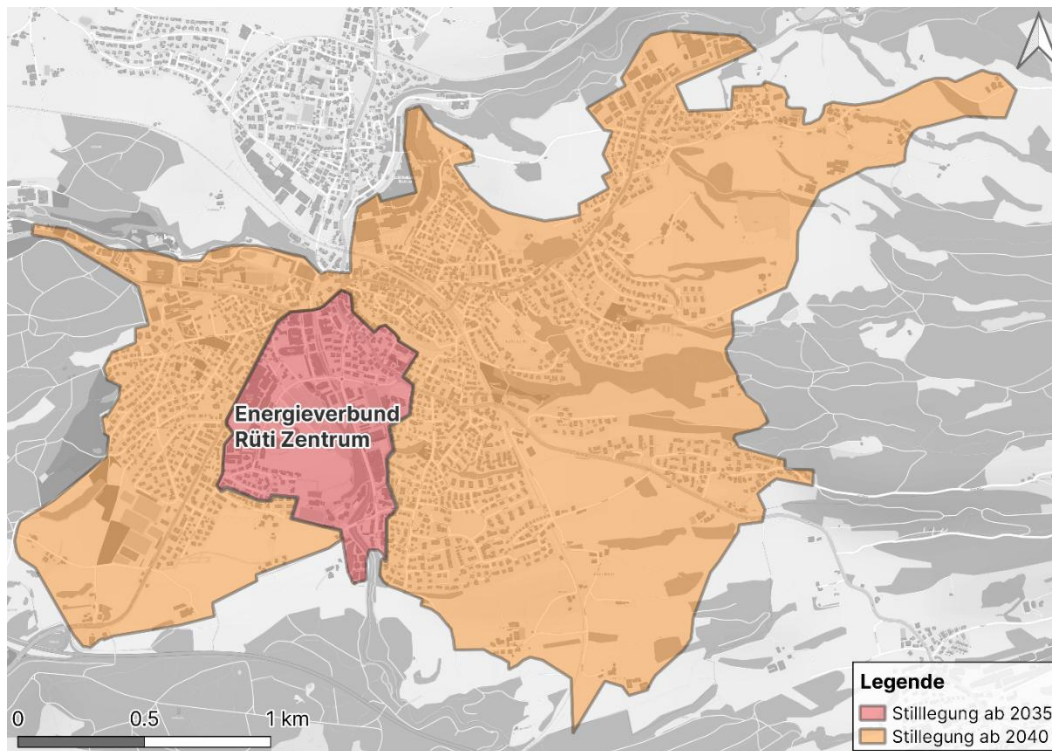 Energieverbund
Rüti Zentrum
0 0.5 1 km
Legende
Stilllegung ab 2035
Stilllegung ab 2040